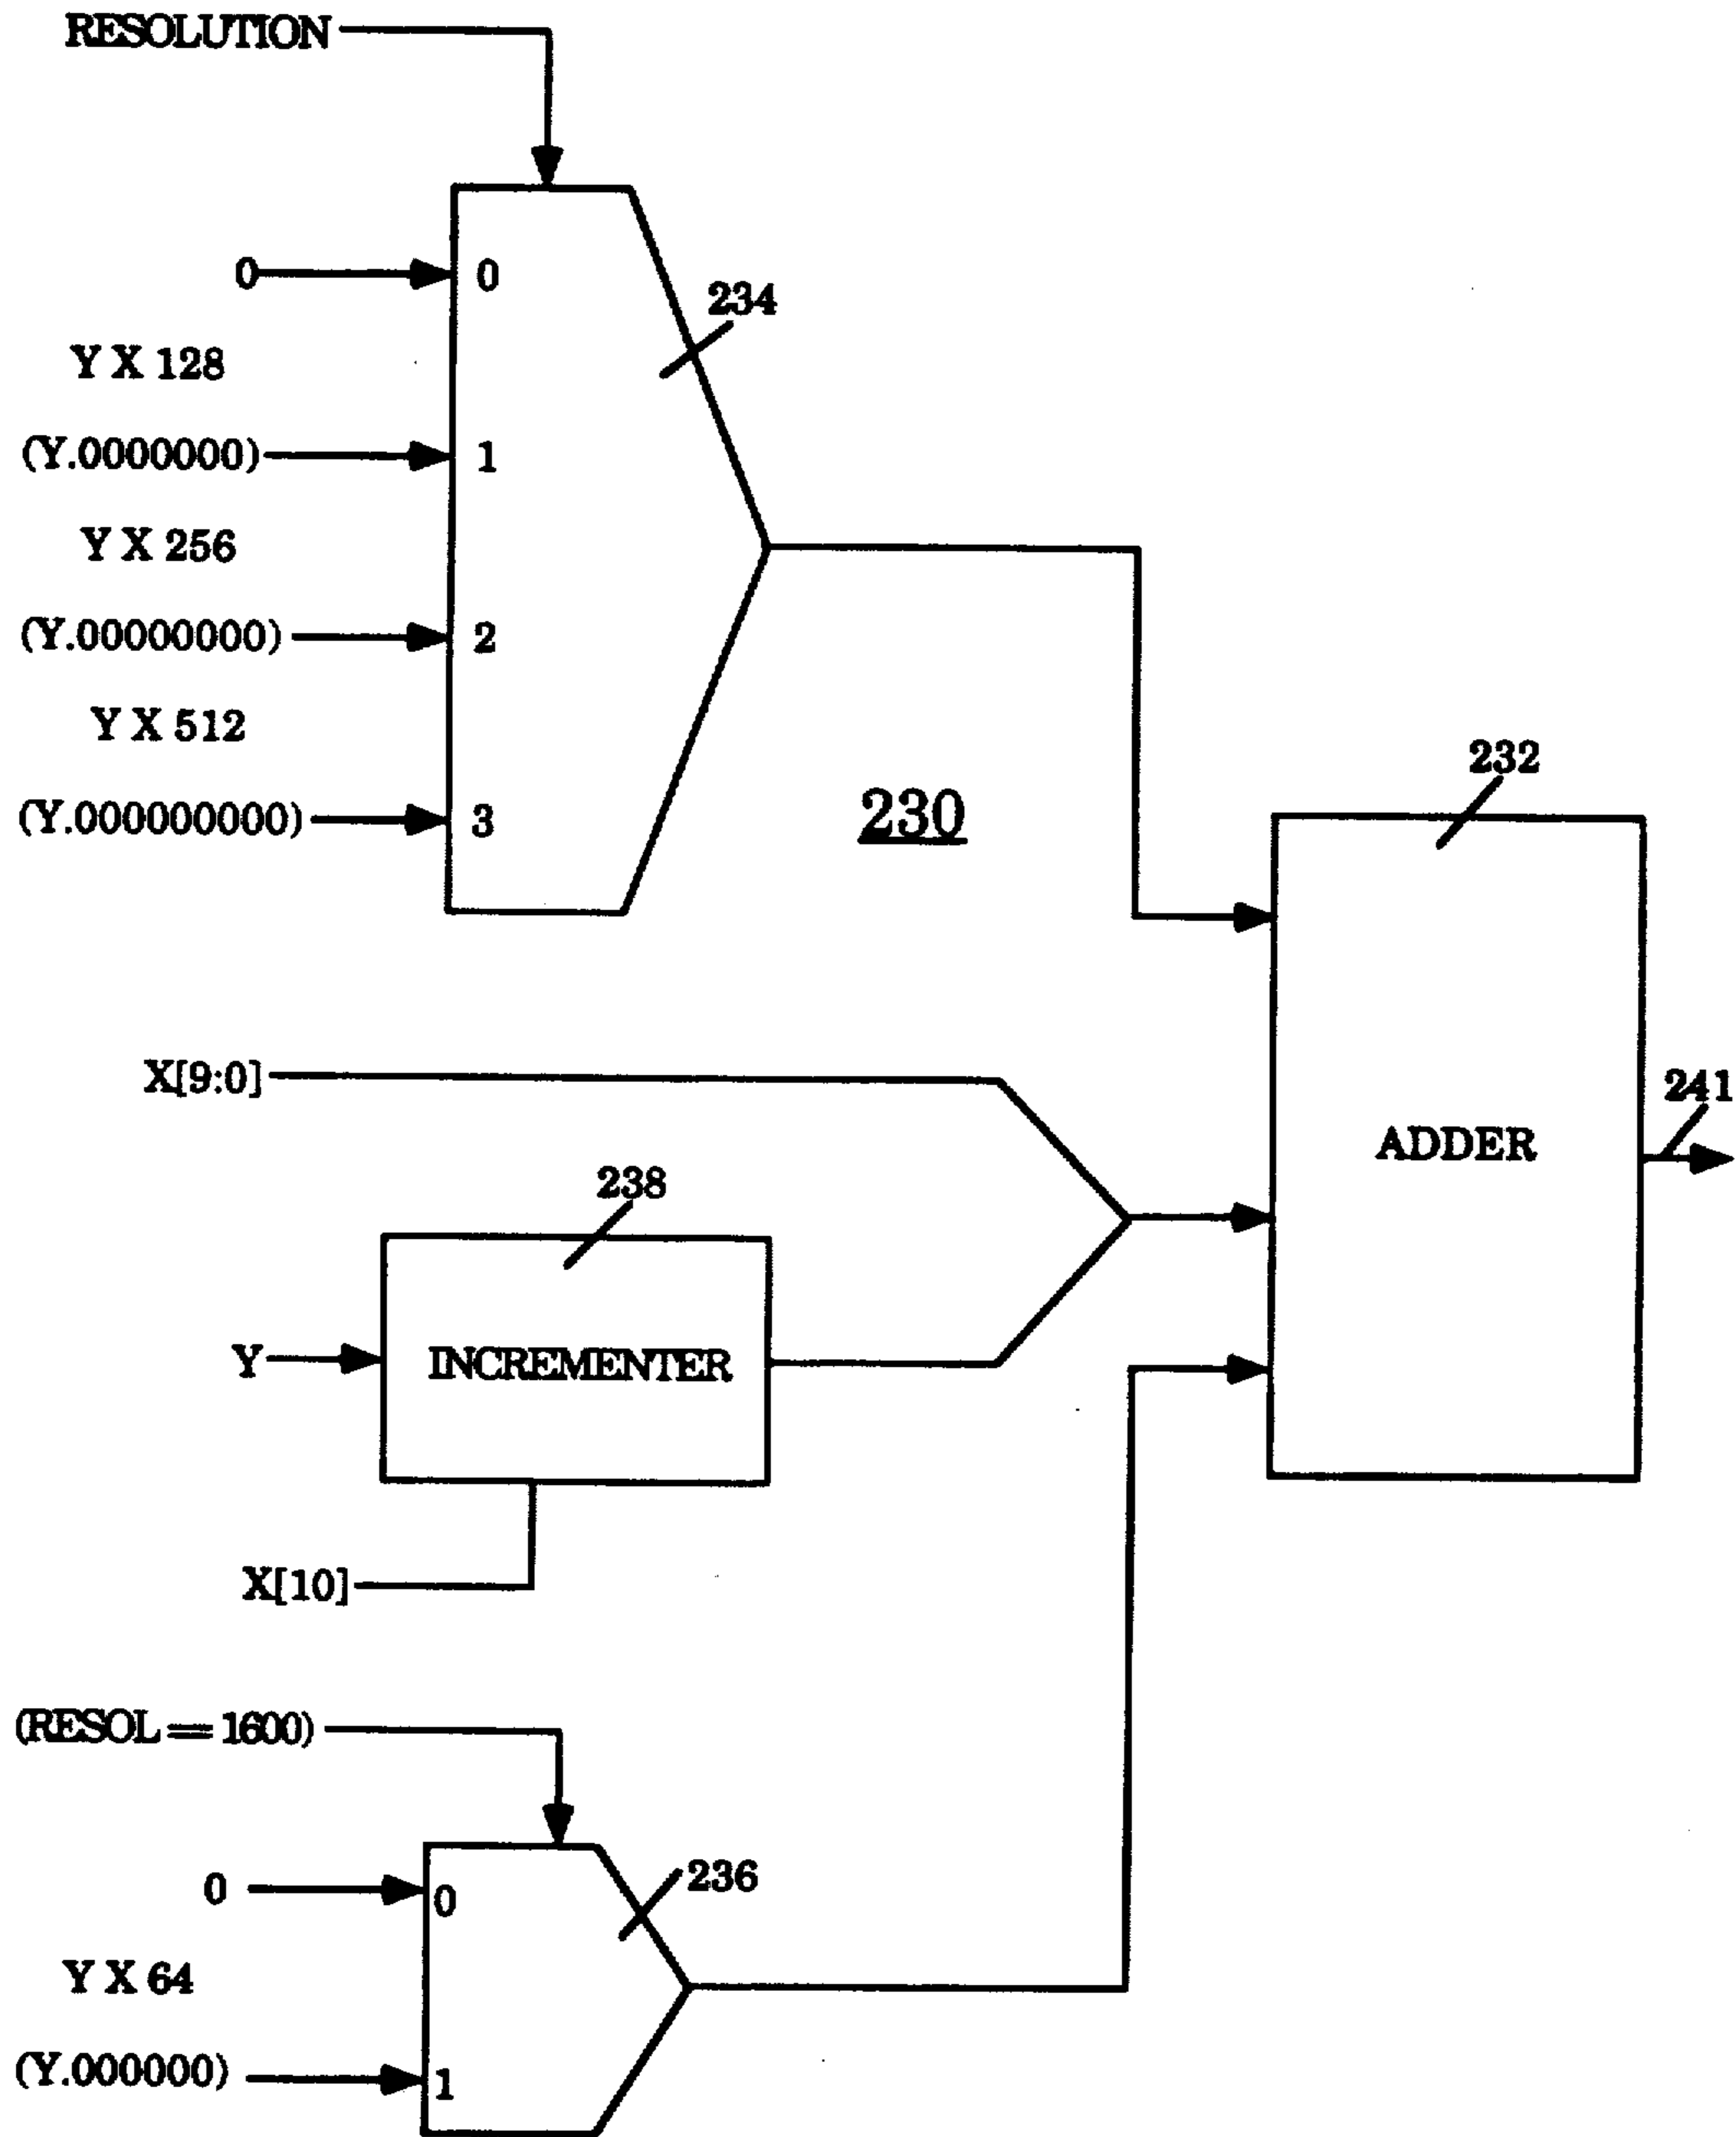 RESOLUTION
0
0
234
Y X 128
(Y.0000000)
1
Y X 256
(Y.00000000)
2
Y X 512
(Y.000000000)
3
230
232
X[9:0]
241
ADDER
238
Y
INCREMENTER
X[10]
(RESOL = 1600)
0
0
236
Y X 64
(Y.000000)
1